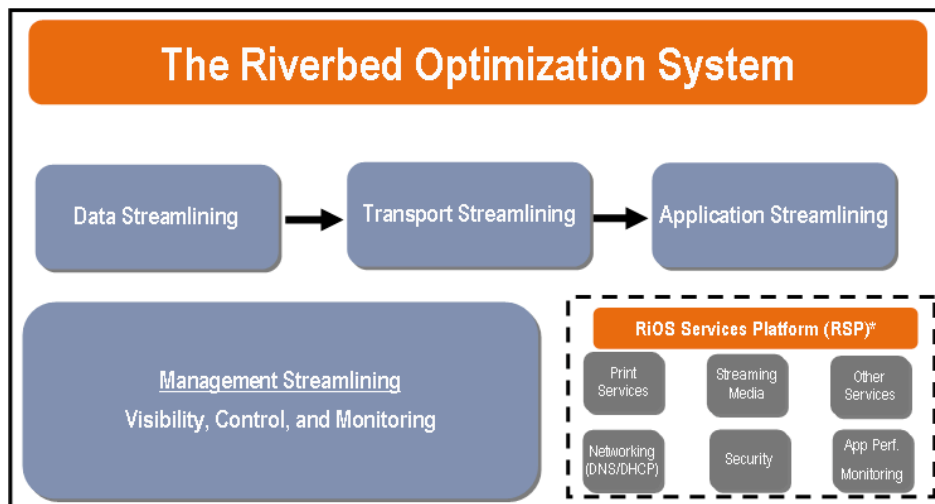 The Riverbed Optimization System
Data Streamlining
Transport Streamlining
Application Streamlining
Management Streamlining
Visibility, Control, and Monitoring
RiOS Services Platform (RSP)*
Print
Services
Streaming
Media
Other
Services
Networking
(DNS/DHCP)
Security
App Perf.
Monitoring